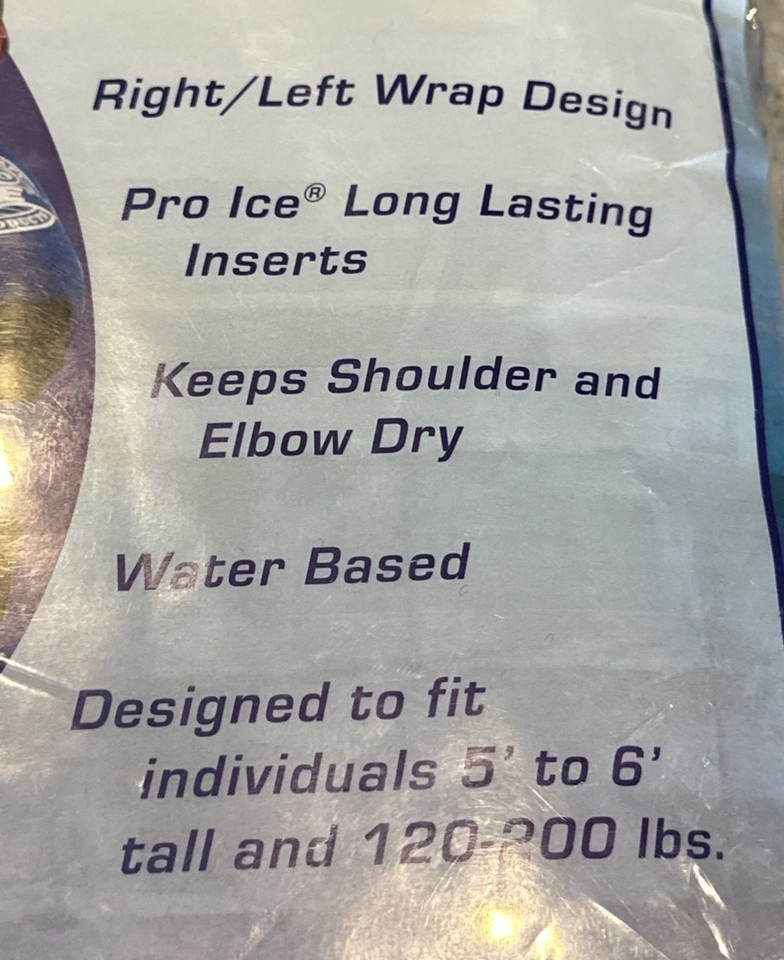 Right/Left Wrap Design
Pro Ice® Long Lasting
Inserts
Keeps Shoulder and
Elbow Dry
Water Based
Designed to fit
individuals 5' to 6'
tall and 120-200 lbs.